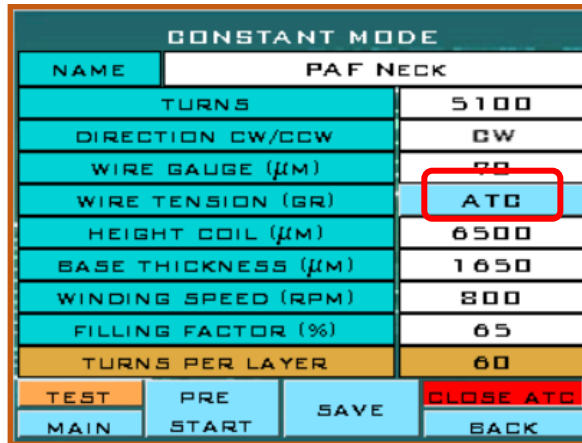 CONSTANT MODE
NAME PAF NECK
TURNS 5100
DIRECTION CW/CCW CW
WIRE GAUGE (µM) 70
WIRE TENSION (GR) ATC
HEIGHT COIL (µM) 6500
BASE THICKNESS (µM) 1650
WINDING SPEED (RPM) 800
FILLING FACTOR (%) 65
TURNS PER LAYER 60
TEST PRE START SAVE CLOSE ATC
MAIN BACK